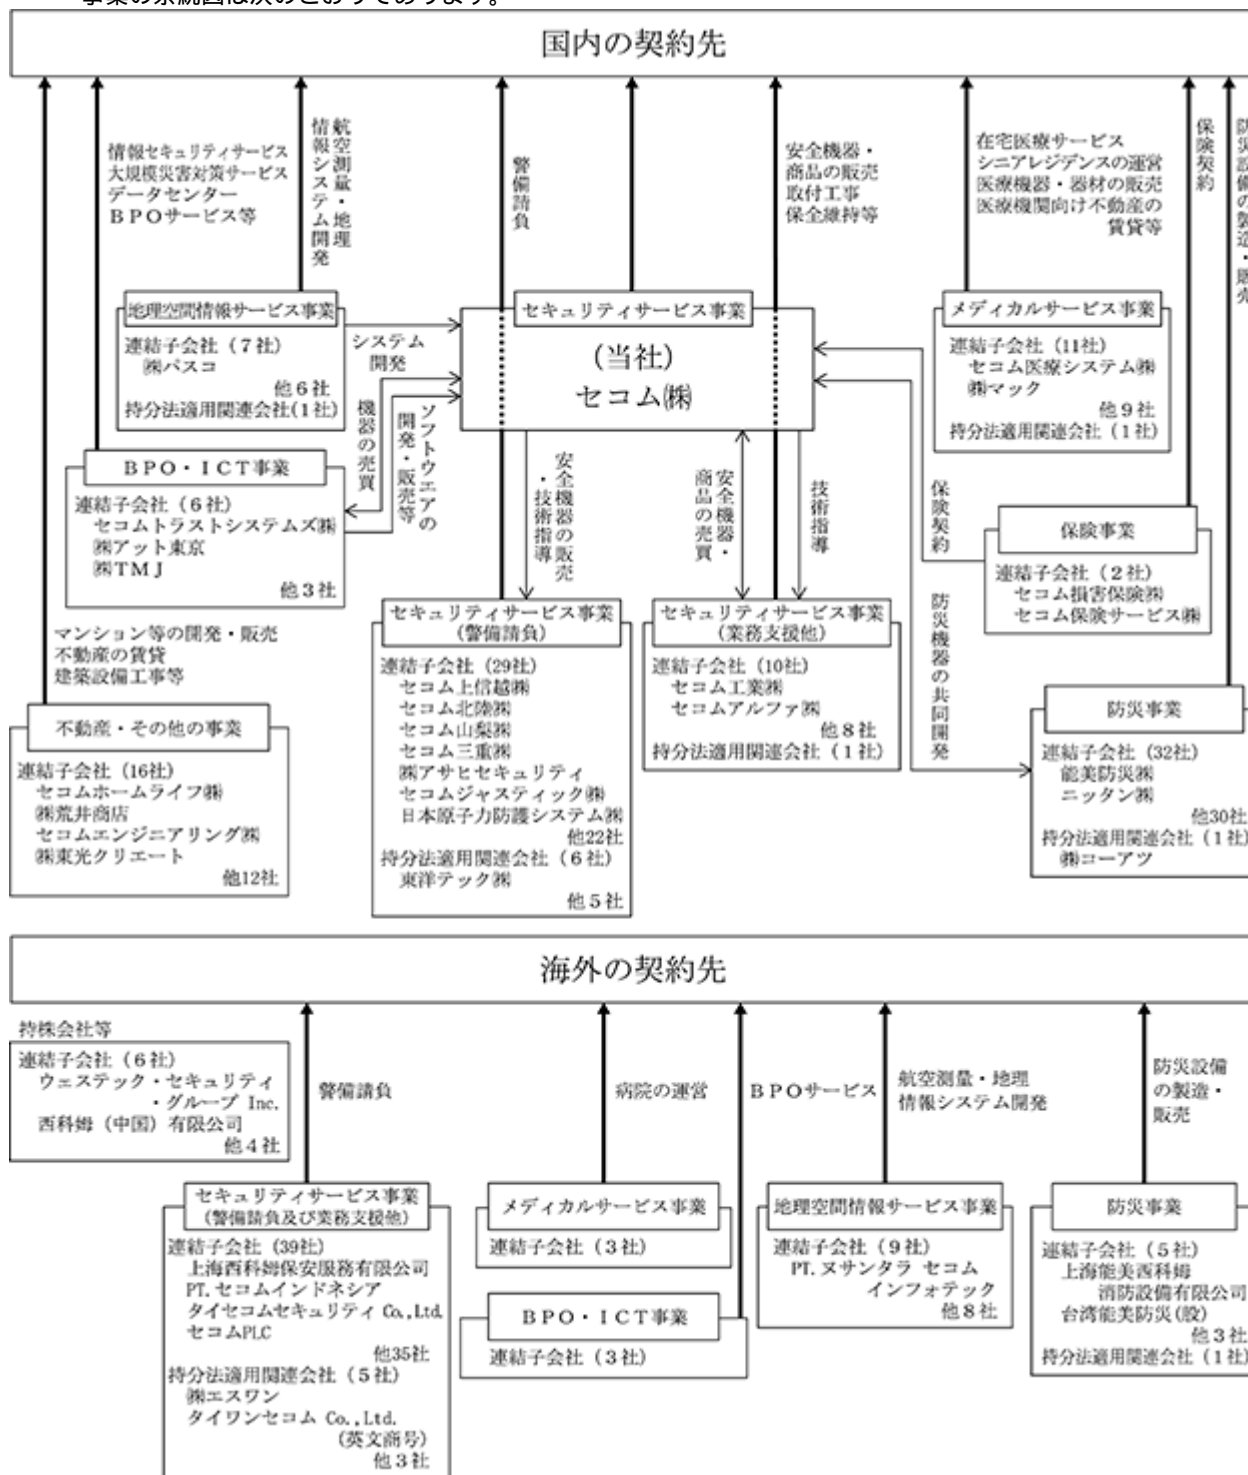 事業の系統図は次のとおりであります。
国内の契約先
情報セキュリティサービス
大規模災害対策サービス
データセンター
ＢＰＯサービス等
航空測量・地理
情報システム開発
警備請負
安全機器・
商品の販売
取付工事
保全維持等
在宅医療サービス
シニアレジデンスの運営
医療機器・器材の販売
医療機関向け不動産の
賃貸等
保険契約
防災設備の製造・販売
地理空間情報サービス事業
連結子会社（７社）
㈱パスコ
他６社
持分法適用関連会社(１社)
システム
開発
セキュリティサービス事業
(当社)
セコム㈱
メディカルサービス事業
連結子会社（11社）
セコム医療システム㈱
㈱マック
他９社
持分法適用関連会社（１社）
機器の売買
ソフトウエアの
開発・販売等
ＢＰＯ・ＩＣＴ事業
連結子会社（６社）
セコムトラストシステムズ㈱
㈱アット東京
㈱ＴＭＪ
他３社
安全機器の販売
・技術指導
安全機器・
商品の売買
技術指導
保険契約
保険事業
連結子会社（２社）
セコム損害保険㈱
セコム保険サービス㈱
防災機器の共同開発
マンション等の開発・販売
不動産の賃貸
建築設備工事等
不動産・その他の事業
連結子会社（16社）
セコムホームライフ㈱
㈱荒井商店
セコムエンジニアリング㈱
㈱東光クリエート
他12社
セキュリティサービス事業
(警備請負)
連結子会社（29社）
セコム上信越㈱
セコム北陸㈱
セコム山梨㈱
セコム三重㈱
㈱アサヒセキュリティ
セコムジャスティック㈱
日本原子力防護システム㈱
他22社
持分法適用関連会社（６社）
東洋テック㈱
他５社
セキュリティサービス事業
(業務支援他)
連結子会社（10社）
セコム工業㈱
セコムアルファ㈱
他８社
持分法適用関連会社（１社）
防災事業
連結子会社（32社）
能美防災㈱
ニッタン㈱
他30社
持分法適用関連会社（１社）
㈱コーアツ
海外の契約先
持株会社等
連結子会社（６社）
ウェステック・セキュリティ
・グループ Inc.
西科姆（中国）有限公司
他４社
警備請負
病院の運営
ＢＰＯサービス
航空測量・地理
情報システム開発
防災設備
の製造・
販売
セキュリティサービス事業
(警備請負及び業務支援他)
連結子会社（39社）
上海西科姆保安服務有限公司
PT.セコムインドネシア
タイセコムセキュリティ Co.,Ltd.
セコムPLC
他35社
持分法適用関連会社（５社）
㈱エスワン
タイワンセコム Co.,Ltd.
(英文商号)
他３社
メディカルサービス事業
連結子会社（３社）
ＢＰＯ・ＩＣＴ事業
連結子会社（３社）
地理空間情報サービス事業
連結子会社（９社）
PT.ヌサンタラ セコム
インフォテック
他８社
防災事業
連結子会社（５社）
上海能美西科姆
消防設備有限公司
台湾能美防災(股)
他３社
持分法適用関連会社（１社）